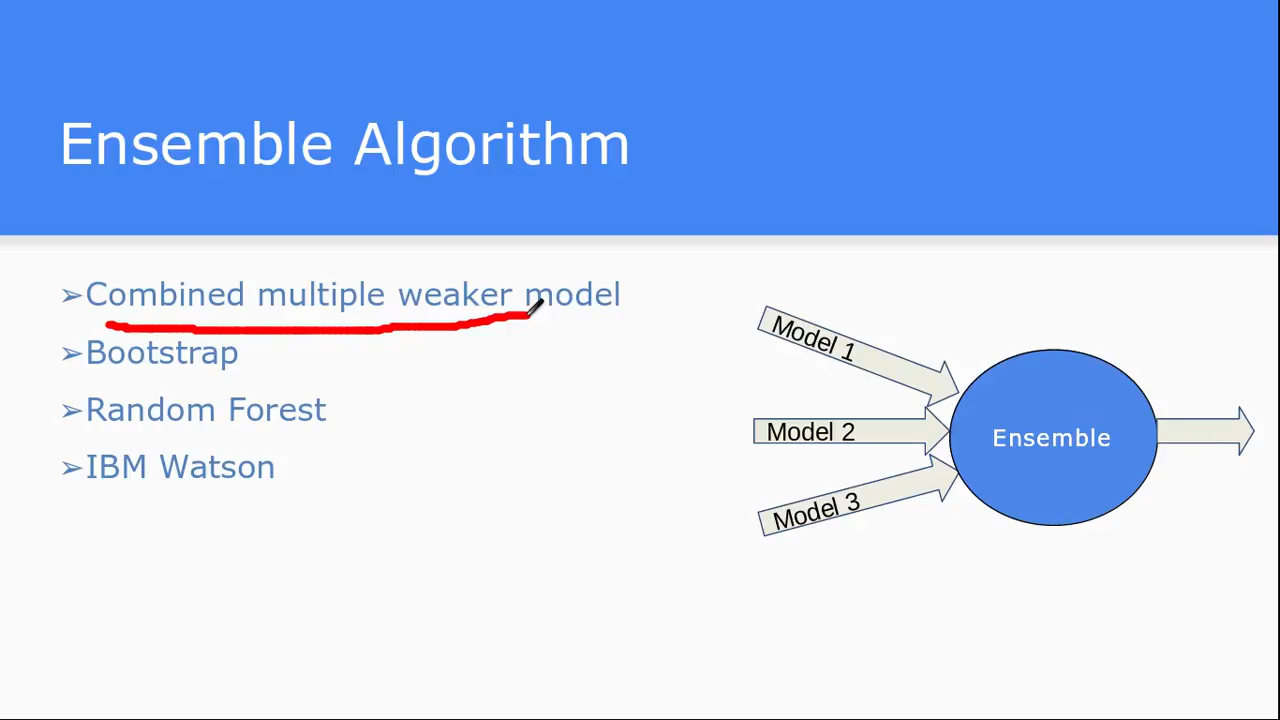 Ensemble Algorithm
➢Combined multiple weaker model
➢Bootstrap
➢Random Forest
➢IBM Watson
Model 1
Model 2
Model 3
Ensemble